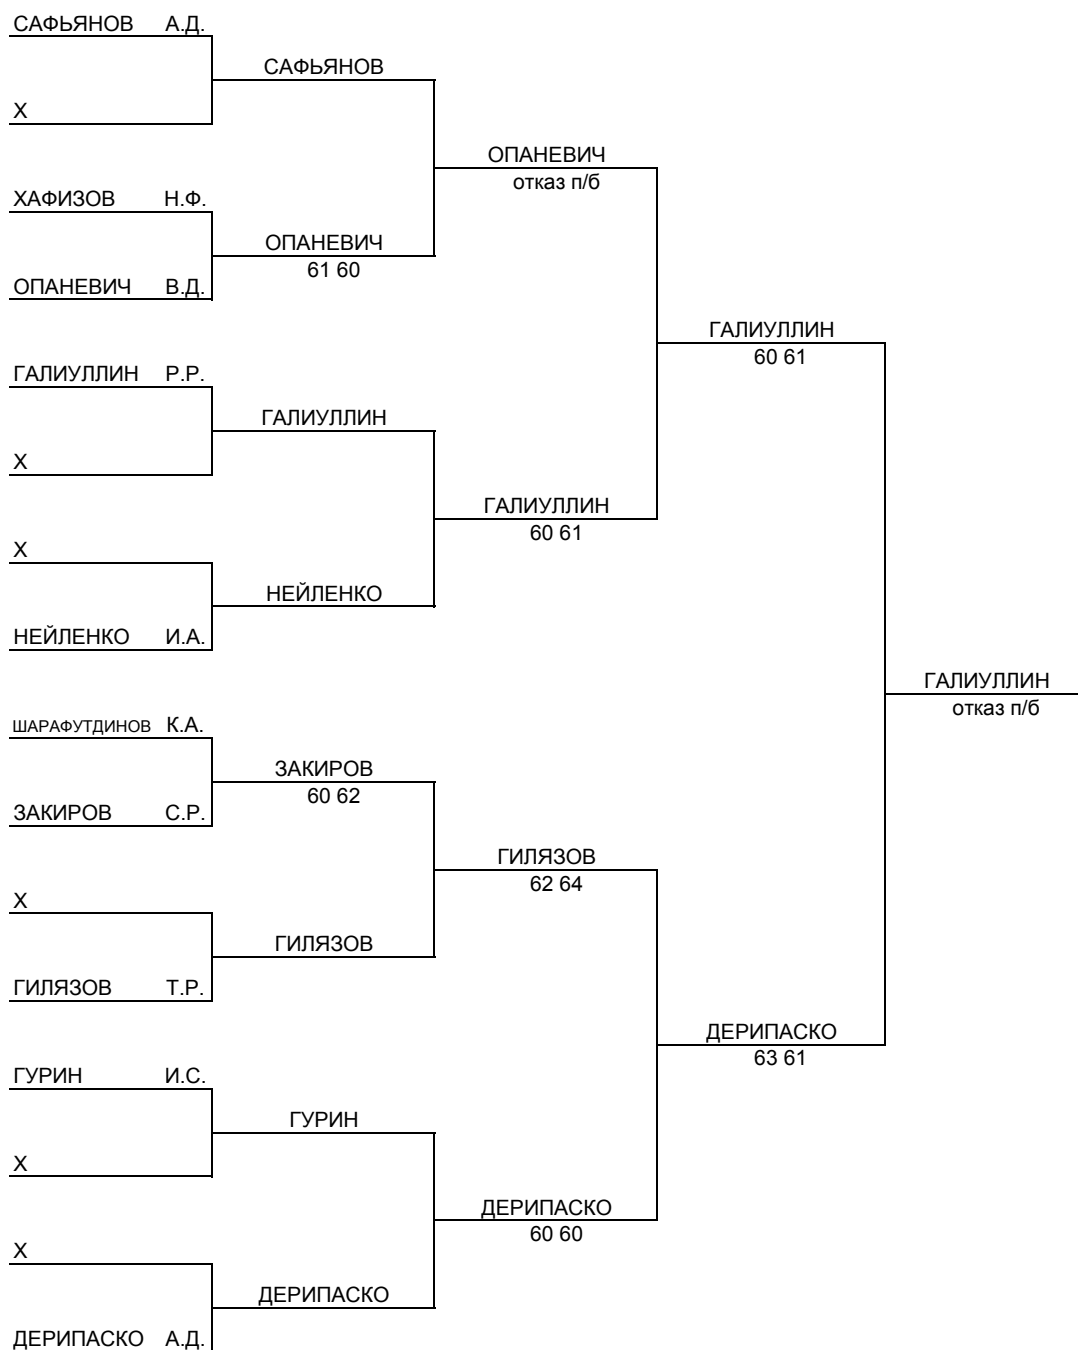 САФЬЯНОВ А.Д.
САФЬЯНОВ
Х
ОПАНЕВИЧ
отказ п/б
ХАФИЗОВ Н.Ф.
ОПАНЕВИЧ
61 60
ОПАНЕВИЧ В.Д.
ГАЛИУЛЛИН
60 61
ГАЛИУЛЛИН Р.Р.
ГАЛИУЛЛИН
Х
ГАЛИУЛЛИН
60 61
Х
НЕЙЛЕНКО
НЕЙЛЕНКО И.А.
ГАЛИУЛЛИН
отказ п/б
ШАРАФУТДИНОВ К.А.
ЗАКИРОВ
60 62
ЗАКИРОВ С.Р.
ГИЛЯЗОВ
62 64
Х
ГИЛЯЗОВ
ГИЛЯЗОВ Т.Р.
ДЕРИПАСКО
63 61
ГУРИН И.С.
ГУРИН
Х
ДЕРИПАСКО
60 60
Х
ДЕРИПАСКО
ДЕРИПАСКО А.Д.